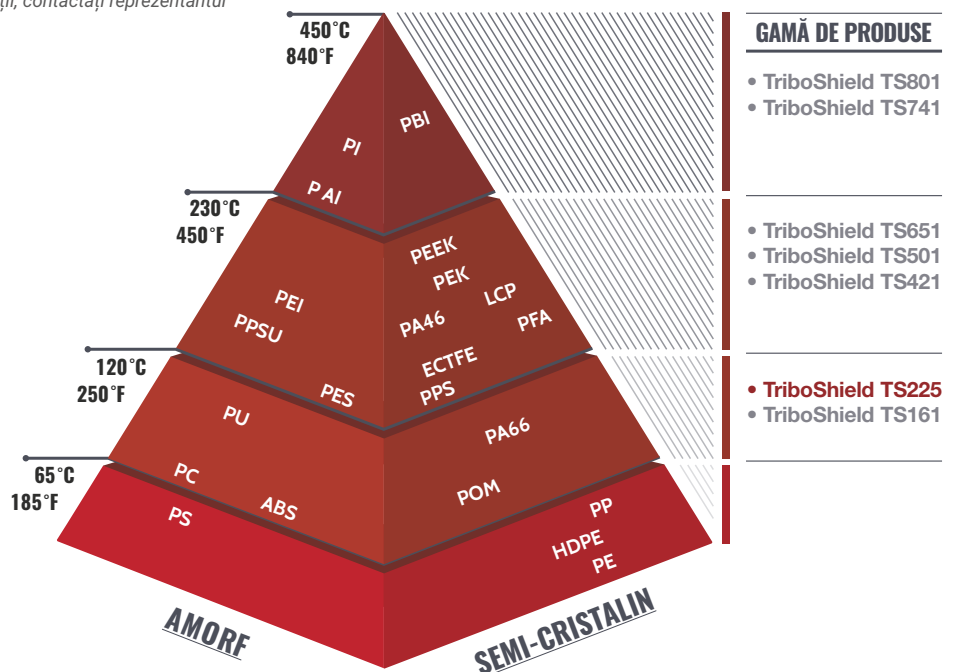 ții, contactați reprezentantul
450°C
840°F
GAMĂ DE PRODUSE
• TriboShield TS801
• TriboShield TS741
PBI
PI
PAI
230°C
450°F
• TriboShield TS651
• TriboShield TS501
• TriboShield TS421
PEEK
PEK
LCP
PEI
PA46
PFA
PPSU
ECTFE
PPS
PES
120°C
250°F
• TriboShield TS225
• TriboShield TS161
PU
PA66
PC
POM
ABS
65°C
185°F
PS
PP
HDPE
PE
AMORF
SEMI-CRISTALIN